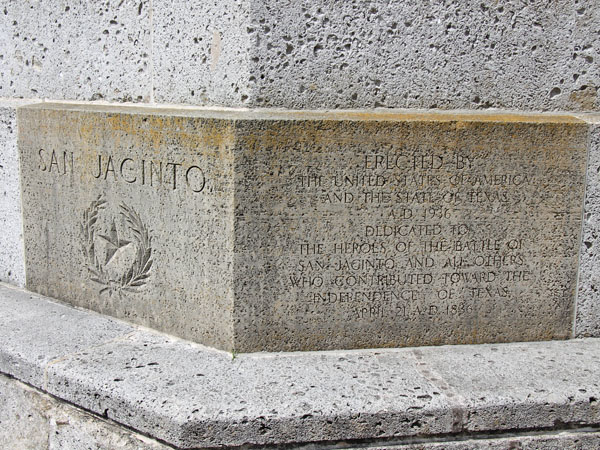 SAN JACINTO
ERECTED BY
THE UNITED STATES OF AMERICA
AND THE STATE OF TEXAS
A.D. 1936
DEDICATED TO
THE HEROES OF THE BATTLE OF
SAN JACINTO AND ALL OTHERS
WHO CONTRIBUTED TOWARD THE
INDEPENDENCE OF TEXAS
APRIL 21, A.D. 1836